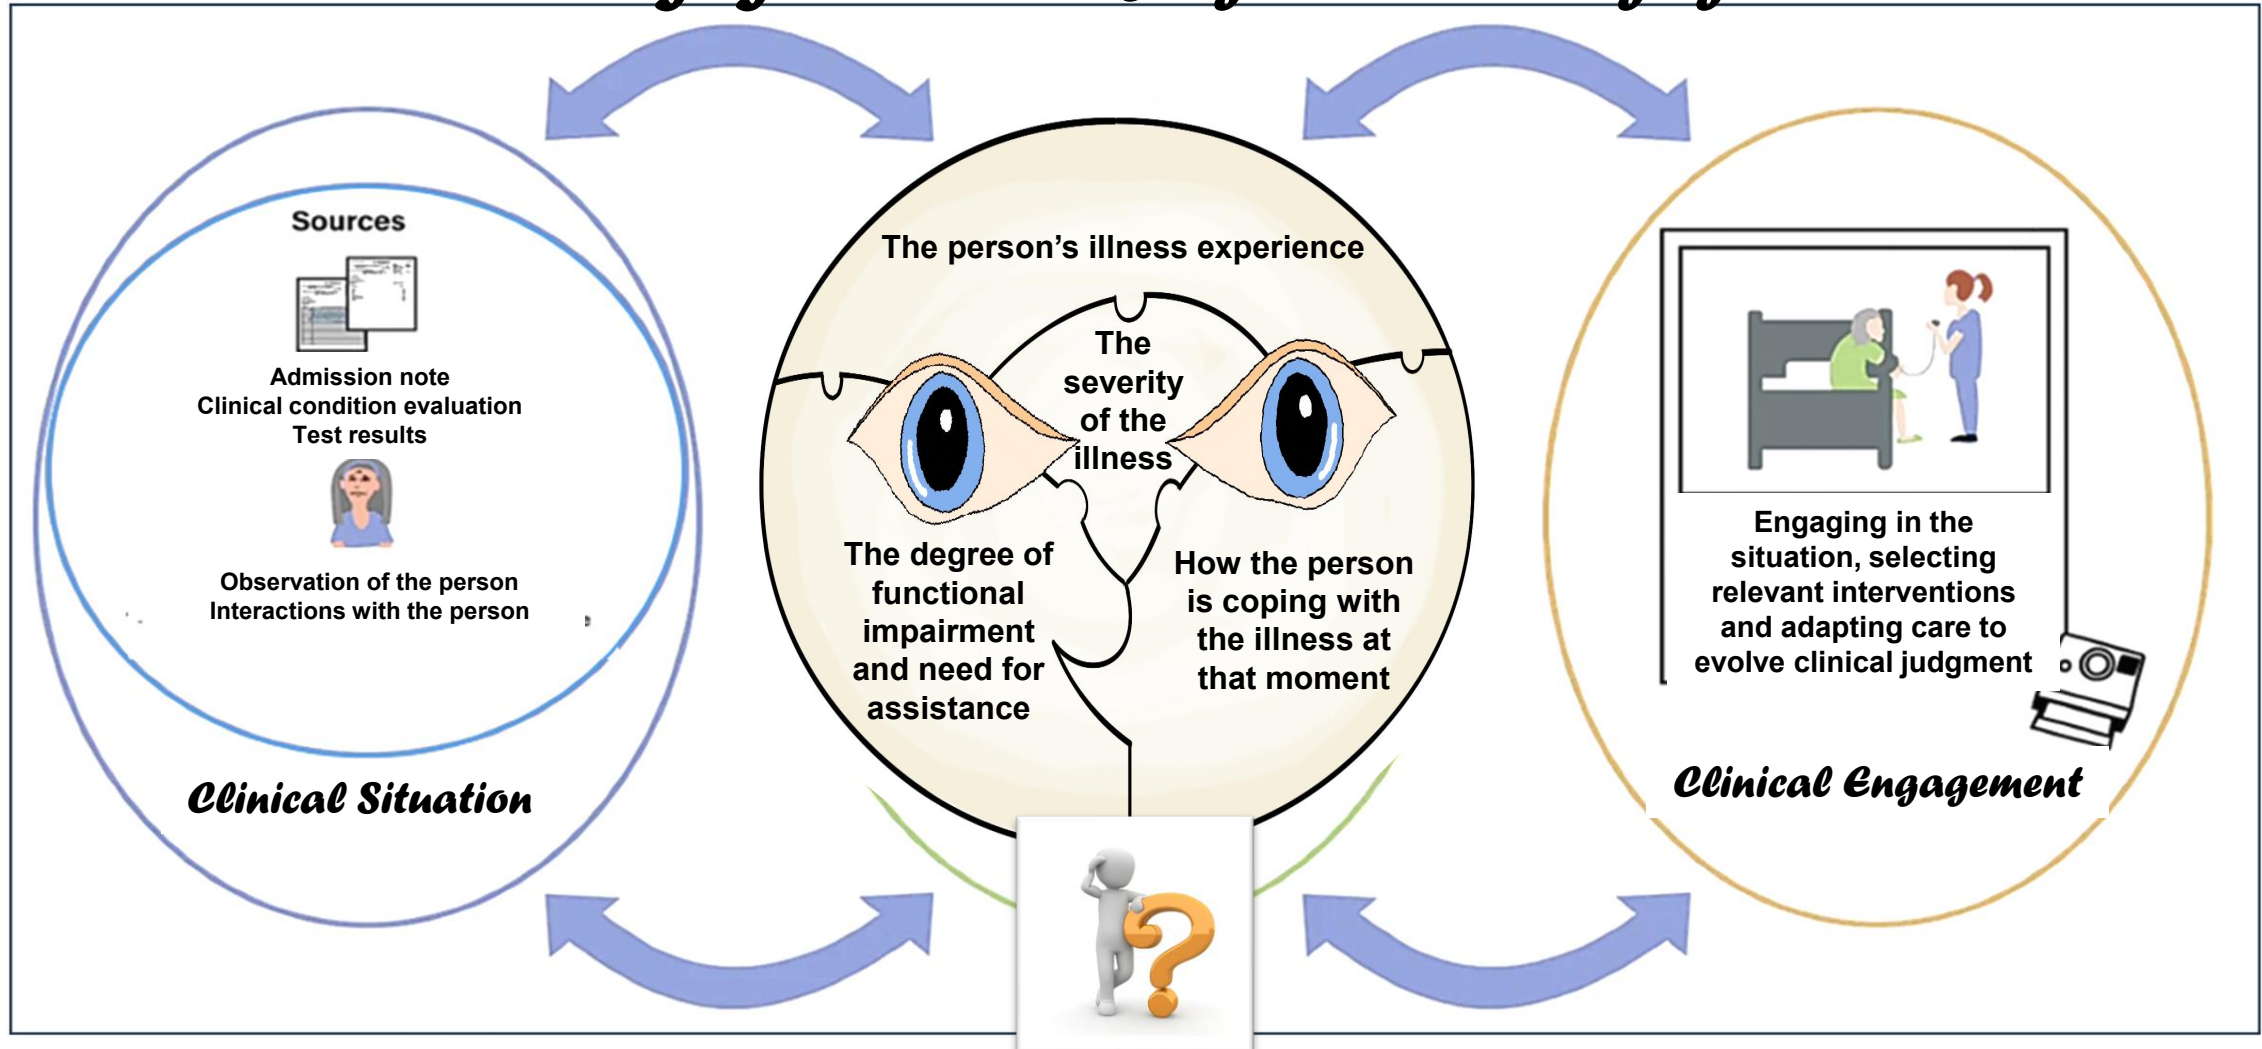 Sources
Admission note
Clinical condition evaluation
Test results
Observation of the person
Interactions with the person
Clinical Situation
The person’s illness experience
The
severity
of the
illness
The degree of
functional
impairment
and need for
assistance
How the person
is coping with
the illness at
that moment
?
Engaging in the
situation, selecting
relevant interventions
and adapting care to
evolve clinical judgment
Clinical Engagement